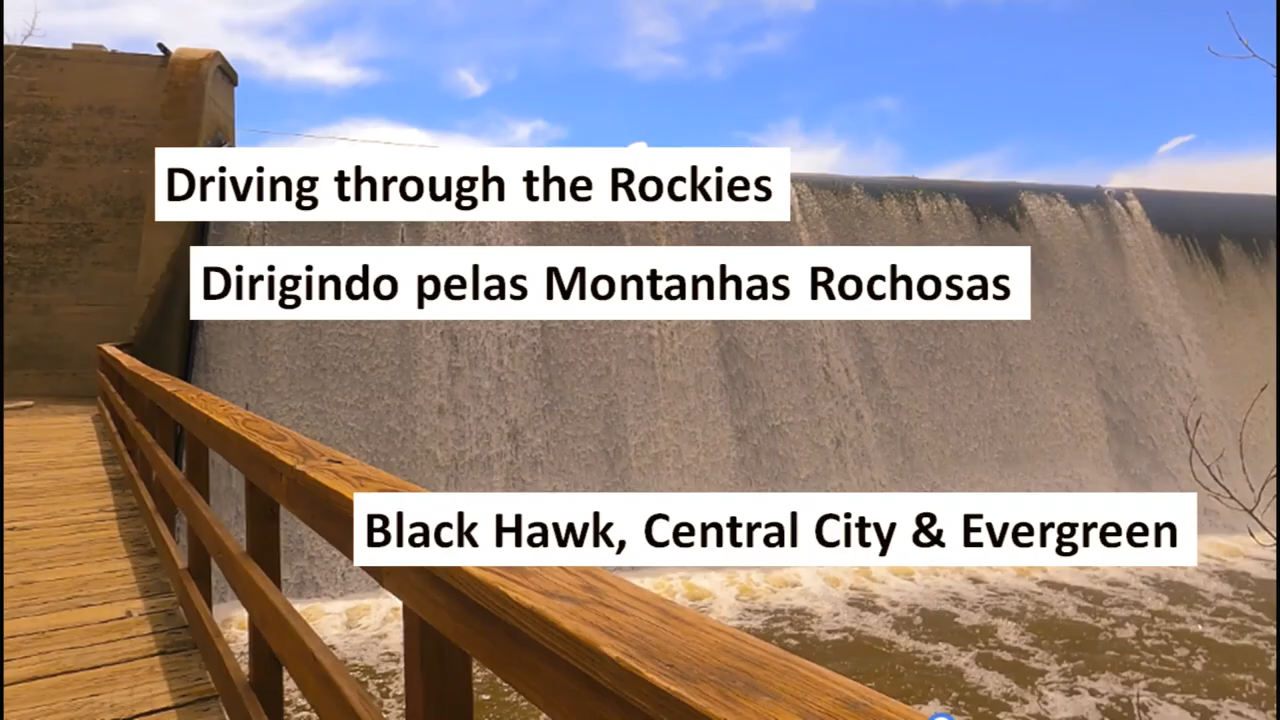 Driving through the Rockies
Dirigindo pelas Montanhas Rochosas
Black Hawk, Central City & Evergreen